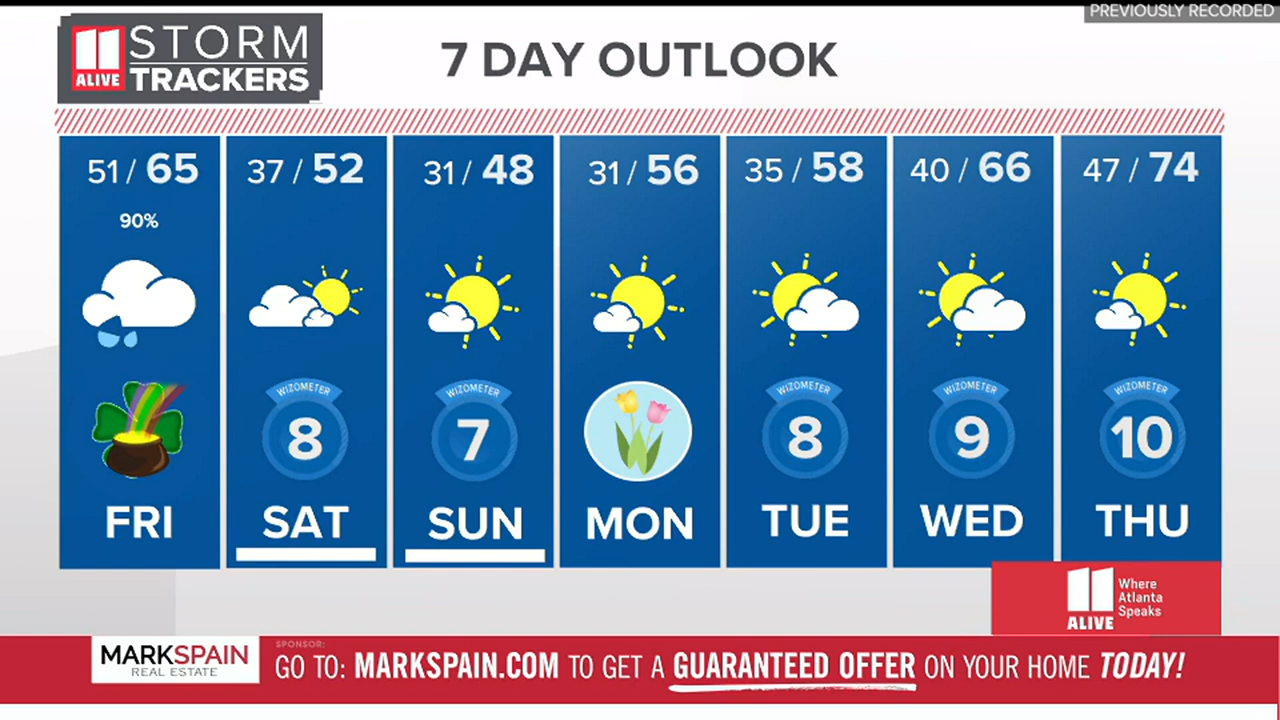 PREVIOUSLY RECORDED
11 ALIVE
STORM
TRACKERS
7 DAY OUTLOOK
51 / 65
37 / 52
31 / 48
31 / 56
35 / 58
40 / 66
47 / 74
90%
WIZOMETER
8
WIZOMETER
7
WIZOMETER
8
WIZOMETER
9
WIZOMETER
10
FRI
SAT
SUN
MON
TUE
WED
THU
11 ALIVE
Where
Atlanta
Speaks
MARKSPAIN
REAL ESTATE
SPONSOR:
GO TO: MARKSPAIN.COM TO GET A GUARANTEED OFFER ON YOUR HOME TODAY!